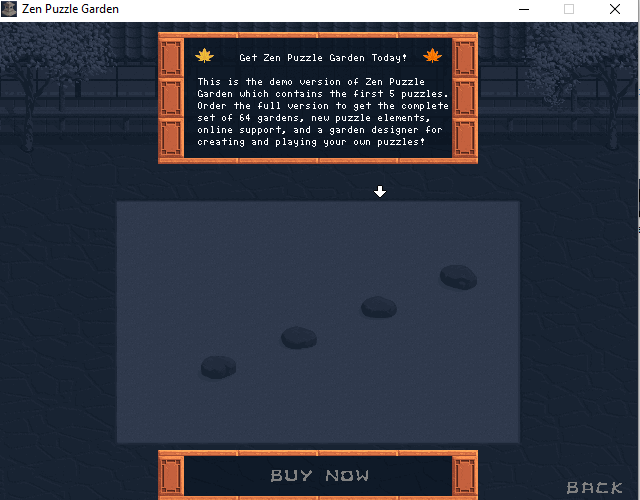 Zen Puzzle Garden
Get Zen Puzzle Garden Today!
This is the demo version of Zen Puzzle
Garden which contains the first 5 puzzles.
Order the full version to get the complete
set of 64 gardens, new puzzle elements,
online support, and a garden designer for
creating and playing your own puzzles!
BUY NOW
BACK